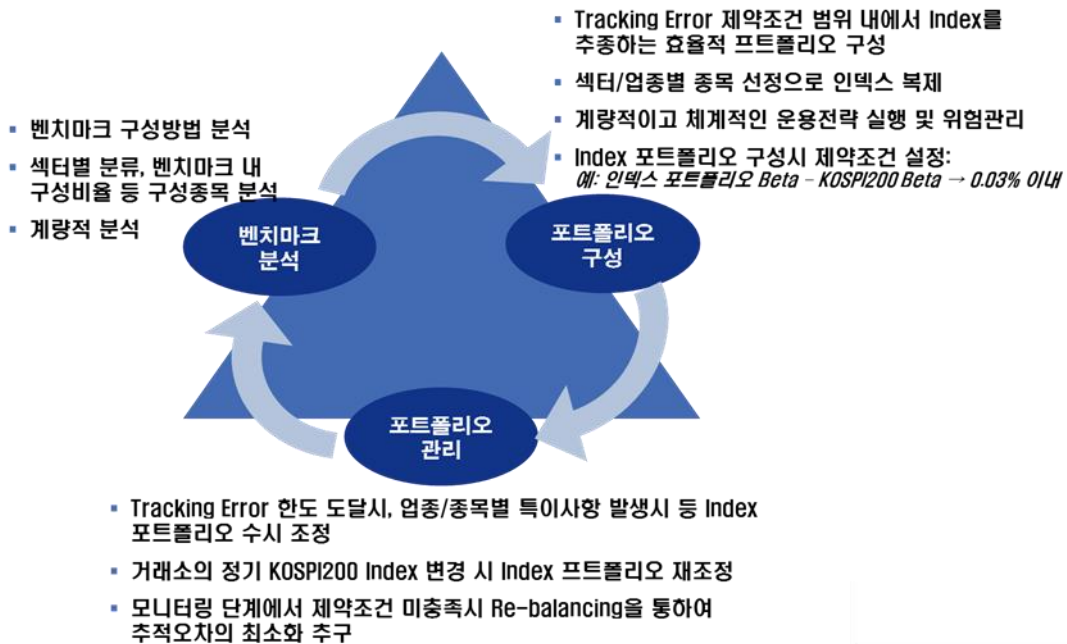 ▪ Tracking Error 제약조건 범위 내에서 Index를
추종하는 효율적 프트폴리오 구성
▪ 섹터/업종별 종목 선정으로 인덱스 복제
▪ 계량적이고 체계적인 운용전략 실행 및 위험관리
▪ Index 포트폴리오 구성시 제약조건 설정:
예: 인덱스 포트폴리오 Beta – KOSPI200 Beta → 0.03% 이내
▪ 벤치마크 구성방법 분석
▪ 섹터별 분류, 벤치마크 내
구성비율 등 구성종목 분석
▪ 계량적 분석
벤치마크
분석
포트폴리오
구성
포트폴리오
관리
▪ Tracking Error 한도 도달시, 업종/종목별 특이사항 발생시 등 Index
포트폴리오 수시 조정
▪ 거래소의 정기 KOSPI200 Index 변경 시 Index 프트폴리오 재조정
▪ 모니터링 단계에서 제약조건 미충족시 Re-balancing을 통하여
추적오차의 최소화 추구